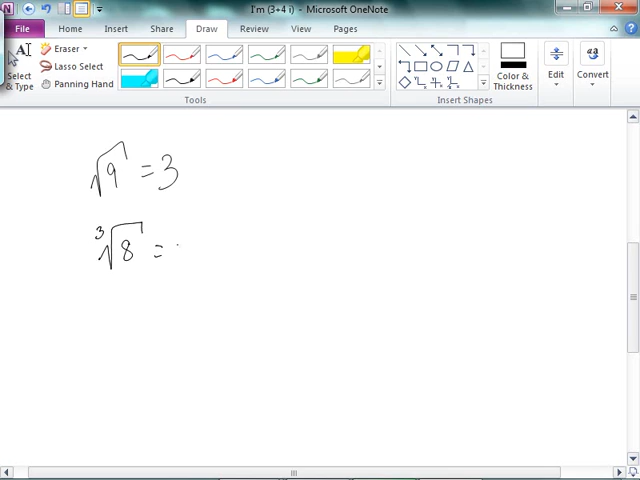 I'm (3+4 i) - Microsoft OneNote
File Home Insert Share Draw Review View Pages
Select & Type
Eraser
Lasso Select
Panning Hand
Color & Thickness
Edit
Convert
Tools
Insert Shapes
√9 = 3
∛8 =